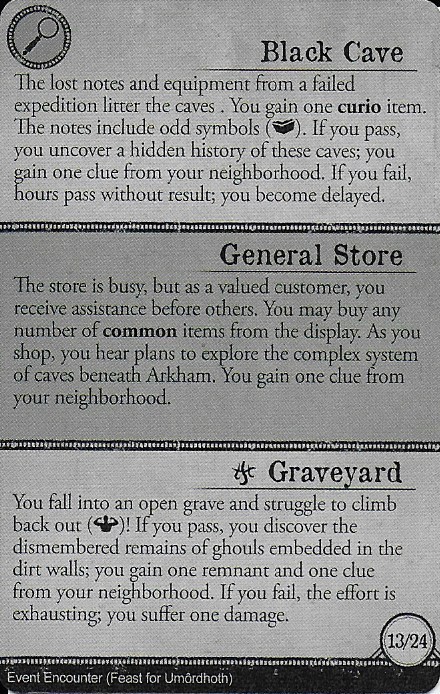 Black Cave
The lost notes and equipment from a failed
expedition litter the caves . You gain one curio item.
The notes include odd symbols ( ). If you pass,
you uncover a hidden history of these caves; you
gain one clue from your neighborhood. If you fail,
hours pass without result; you become delayed.
General Store
The store is busy, but as a valued customer, you
receive assistance before others. You may buy any
number of common items from the display. As you
shop, you hear plans to explore the complex system
of caves beneath Arkham. You gain one clue from
your neighborhood.
Graveyard
You fall into an open grave and struggle to climb
back out ( )! If you pass, you discover the
dismembered remains of ghouls embedded in the
dirt walls; you gain one remnant and one clue
from your neighborhood. If you fail, the effort is
exhausting; you suffer one damage.
13/24
Event Encounter (Feast for Umôrdhoth)